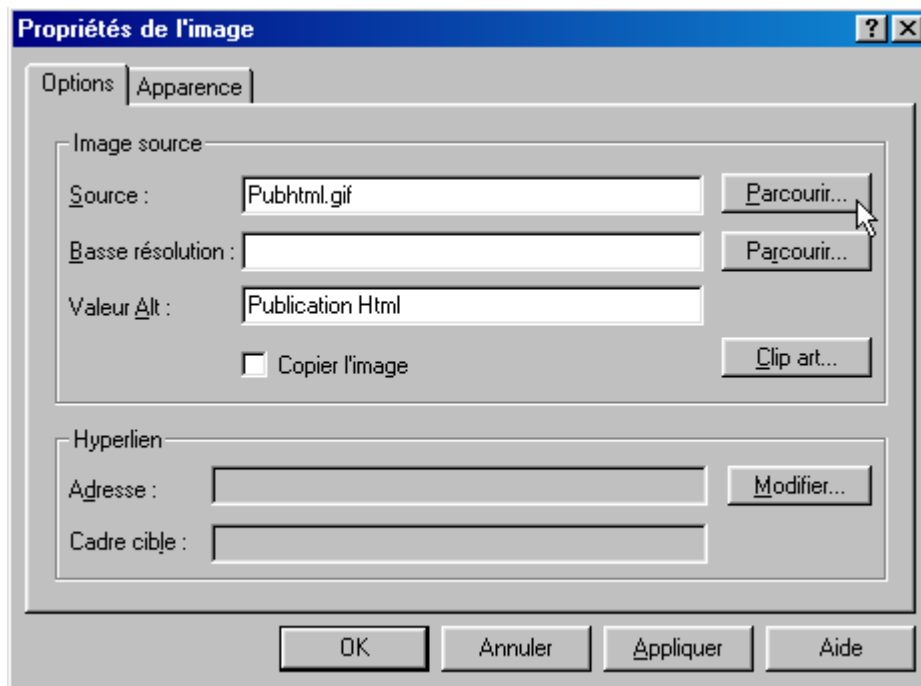 Propriétés de l'image
Options Apparence
Image source
Source : Pubhtml.gif Parcourir...
Basse résolution : Parcourir...
Valeur Alt : Publication Html
Copier l'image Clip art...
Hyperlien
Adresse : Modifier...
Cadre cible :
OK Annuler Appliquer Aide